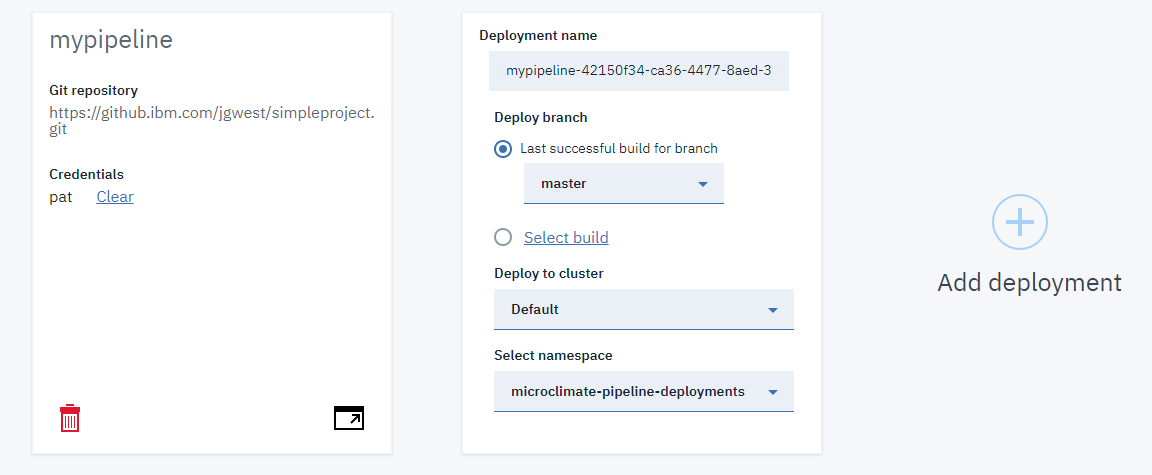 mypipeline
Git repository
https://github.ibm.com/jgwest/simpleproject.
git
Credentials
pat Clear
Deployment name
mypipeline-42150f34-ca36-4477-8aed-3
Deploy branch
Last successful build for branch
master
Select build
Deploy to cluster
Default
Select namespace
microclimate-pipeline-deployments
Add deployment